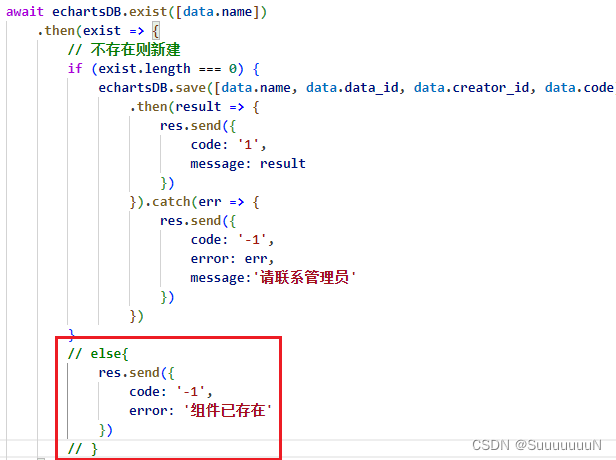 await echartsDB.exist([data.name])
    .then(exist => {
        // 不存在则新建
        if (exist.length === 0) {
            echartsDB.save([data.name, data.data_id, data.creator_id, data.code
                .then(result => {
                    res.send({
                        code: '1',
                        message: result
                    })
                }).catch(err => {
                    res.send({
                        code: '-1',
                        error: err,
                        message:'请联系管理员'
                    })
                })
        }
        // else{
            res.send({
                code: '-1',
                error: '组件已存在'
            })
        // }
CSDN @SuuuuuuN